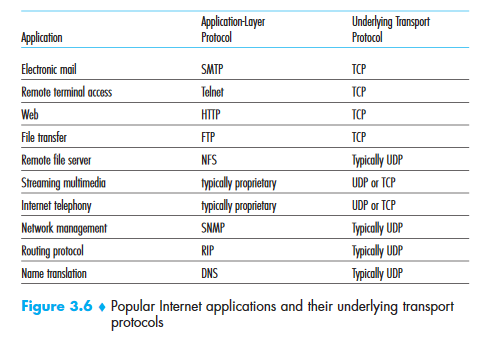 Application-Layer Underlying Transport
Application Protocol Protocol
Electronic mail SMTP TCP
Remote terminal access Telnet TCP
Web HTTP TCP
File transfer FTP TCP
Remote file server NFS Typically UDP
Streaming multimedia typically proprietary UDP or TCP
Internet telephony typically proprietary UDP or TCP
Network management SNMP Typically UDP
Routing protocol RIP Typically UDP
Name translation DNS Typically UDP
Figure 3.6 ♦ Popular Internet applications and their underlying transport
protocols